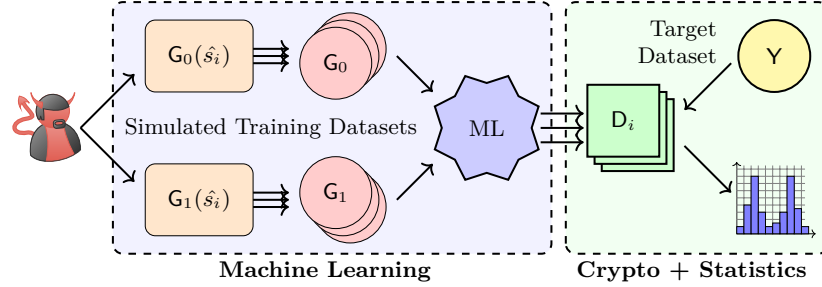 G₀(ŝᵢ)
G₀
Target
Dataset
Y
Simulated Training Datasets
ML
Dᵢ
G₁(ŝᵢ)
G₁
Machine Learning
Crypto + Statistics